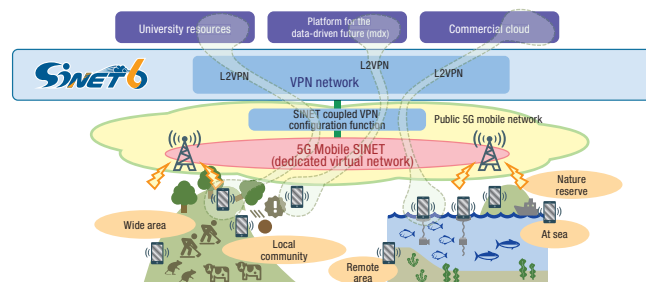 University resources
Platform for the
data-driven future (mdx)
Commercial cloud
SINET6
L2VPN
L2VPN
L2VPN
VPN network
SINET coupled VPN
configuration function
Public 5G mobile network
5G Mobile SINET
(dedicated virtual network)
Nature
reserve
Wide area
At sea
Local
community
Remote
area